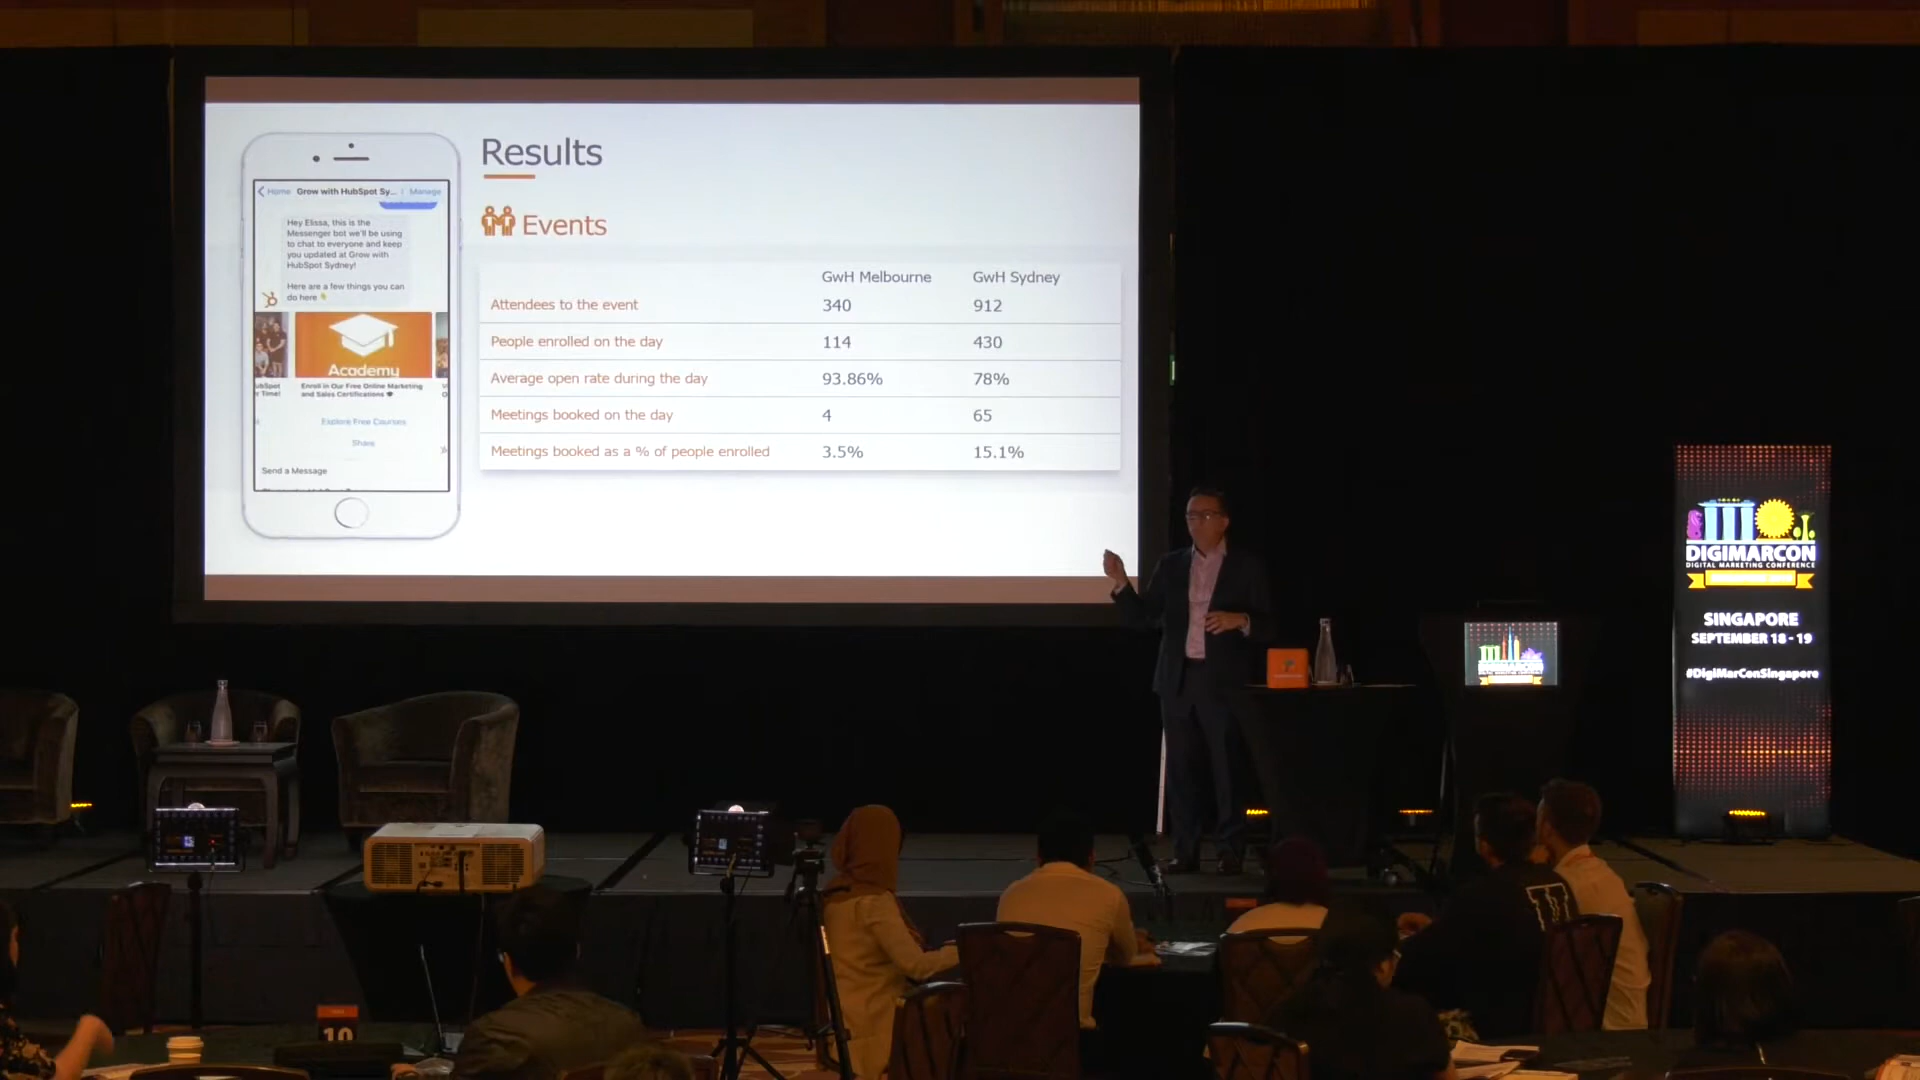 Results
Events
GwH Melbourne GwH Sydney
Attendees to the event 340 912
People enrolled on the day 114 430
Average open rate during the day 93.86% 78%
Meetings booked on the day 4 65
Meetings booked as a % of people enrolled 3.5% 15.1%
Home Grow with HubSpot Sy... | Manage
Hey Elissa, this is the
Messenger bot we'll be using
to chat to everyone and keep
you updated at Grow with
HubSpot Sydney!
Here are a few things you can
do here
Academy
Enroll in Our Free Online Marketing
and Sales Certifications
Explore Free Courses
Share
Send a Message
DIGIMARCON
DIGITAL MARKETING CONFERENCE
SINGAPORE
SEPTEMBER 18 - 19
#DigiMarConSingapore
10